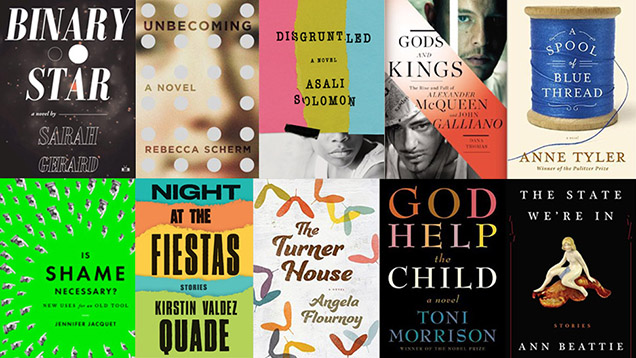 BINARY
STAR
a novel by
SARAH
GERARD
UNBECOMING
A NOVEL
REBECCA SCHERM
DISGRUNTLED
A NOVEL
ASALI
SOLOMON
GODS
AND
KINGS
The Rise and Fall of
ALEXANDER
McQUEEN
AND JOHN
GALLIANO
DANA
THOMAS
A
SPOOL
of
BLUE
THREAD
a novel
ANNE TYLER
Winner of the Pulitzer Prize
IS
SHAME
NECESSARY?
NEW USES for an OLD TOOL
JENNIFER JACQUET
NIGHT
AT THE
FIESTAS
STORIES
KIRSTIN VALDEZ
QUADE
The
Turner
House
A NOVEL
Angela
Flournoy
GOD
HELP
the
CHILD
a novel
TONI
MORRISON
WINNER OF THE NOBEL PRIZE
THE STATE
WE'RE IN
STORIES
ANN BEATTIE